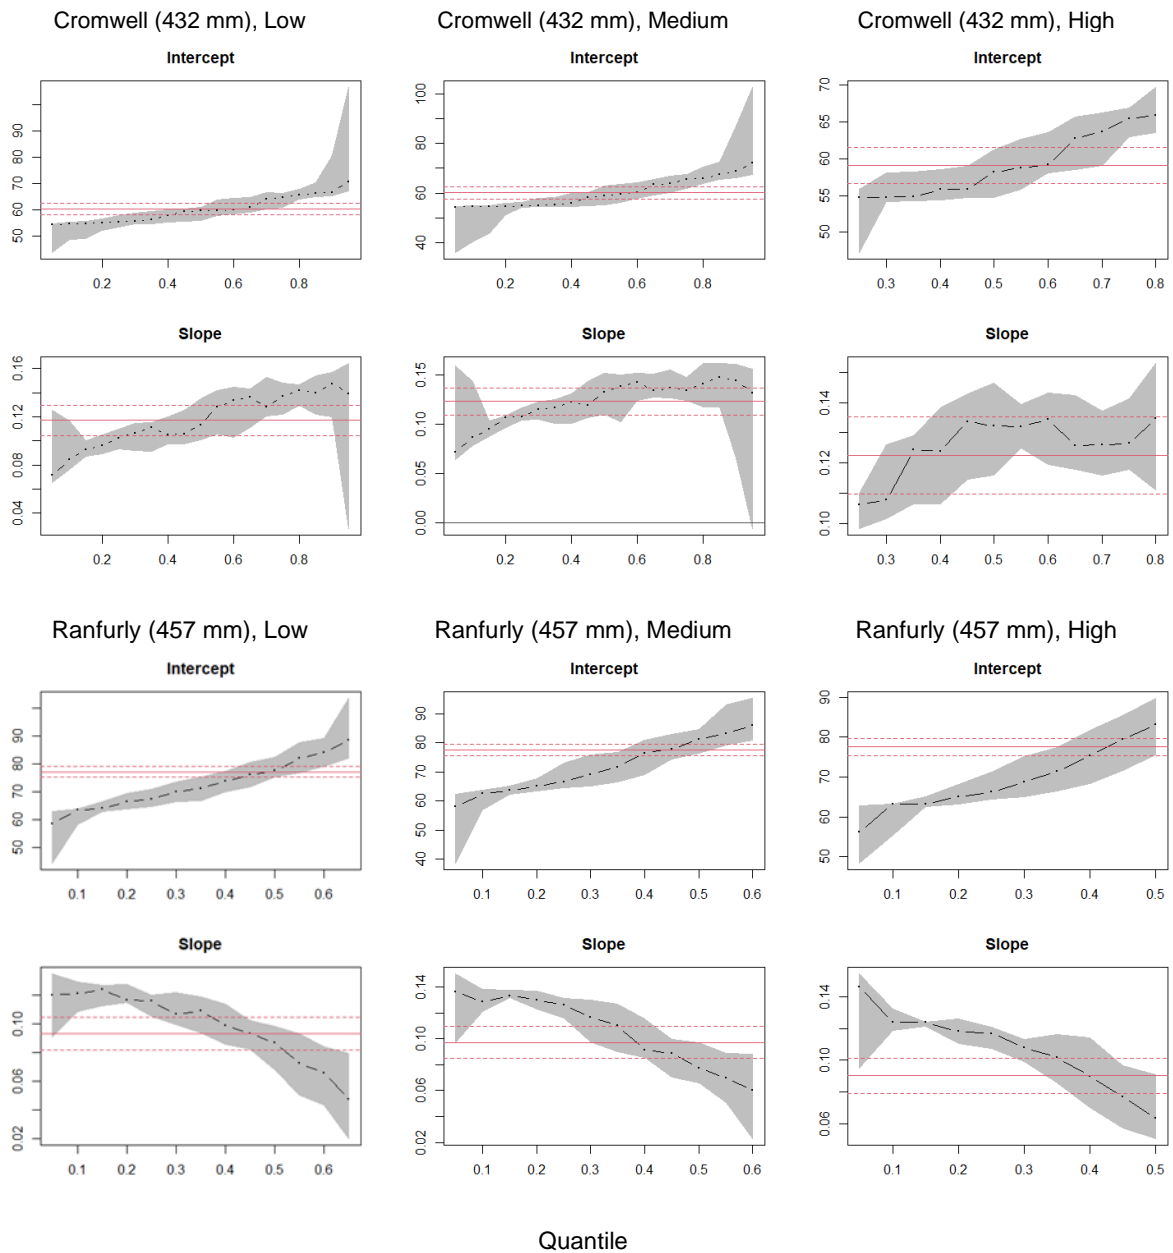 Cromwell (432 mm), Low Cromwell (432 mm), Medium Cromwell (432 mm), High
Intercept Intercept Intercept
50 60 70 80 90
0.2 0.4 0.6 0.8
40 60 80 100
0.2 0.4 0.6 0.8
50 55 60 65 70
0.3 0.4 0.5 0.6 0.7 0.8
Slope Slope Slope
0.04 0.08 0.12 0.16
0.2 0.4 0.6 0.8
0.00 0.05 0.10 0.15
0.2 0.4 0.6 0.8
0.10 0.12 0.14
0.3 0.4 0.5 0.6 0.7 0.8
Ranfurly (457 mm), Low Ranfurly (457 mm), Medium Ranfurly (457 mm), High
Intercept Intercept Intercept
50 60 70 80 90
0.1 0.2 0.3 0.4 0.5 0.6
40 50 60 70 80 90
0.1 0.2 0.3 0.4 0.5 0.6
50 60 70 80 90
0.1 0.2 0.3 0.4 0.5
Slope Slope Slope
0.02 0.06 0.10
0.1 0.2 0.3 0.4 0.5 0.6
0.02 0.06 0.10 0.14
0.1 0.2 0.3 0.4 0.5 0.6
0.06 0.10 0.14
0.1 0.2 0.3 0.4 0.5
Quantile